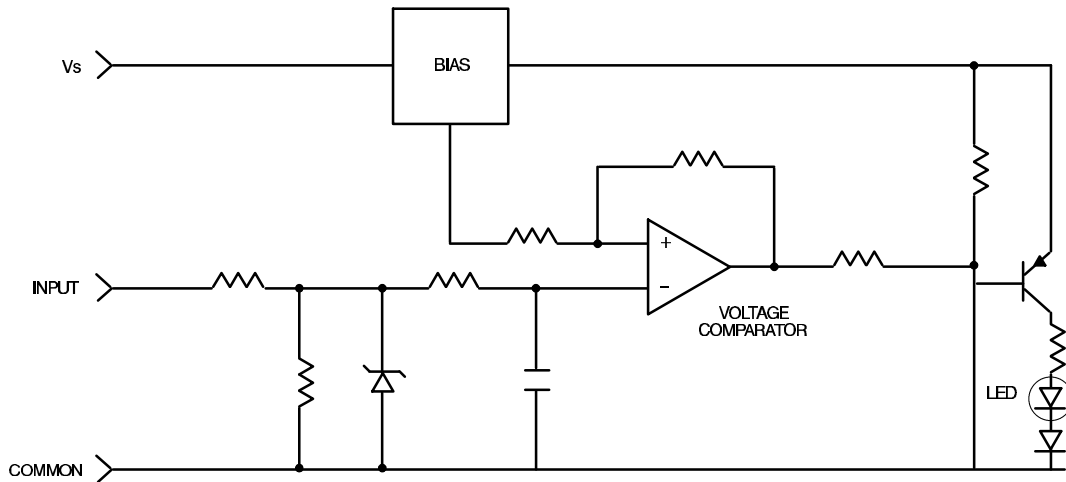 Vs
BIAS
+
INPUT
−
VOLTAGE
COMPARATOR
LED
COMMON